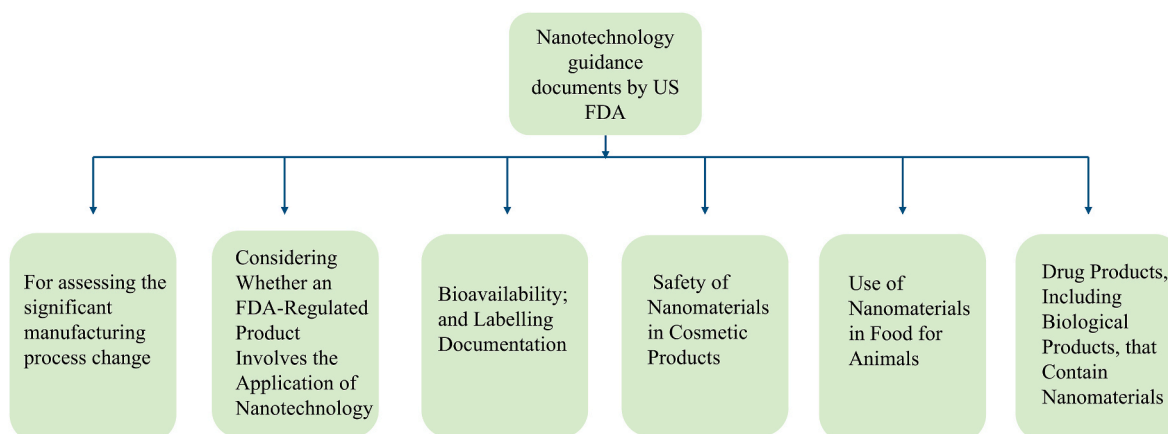 Nanotechnology
guidance
documents by US
FDA
For assessing the
significant
manufacturing
process change
Considering
Whether an
FDA-Regulated
Product
Involves the
Application of
Nanotechnology
Bioavailability;
and Labelling
Documentation
Safety of
Nanomaterials
in Cosmetic
Products
Use of
Nanomaterials
in Food for
Animals
Drug Products,
Including
Biological
Products, that
Contain
Nanomaterials